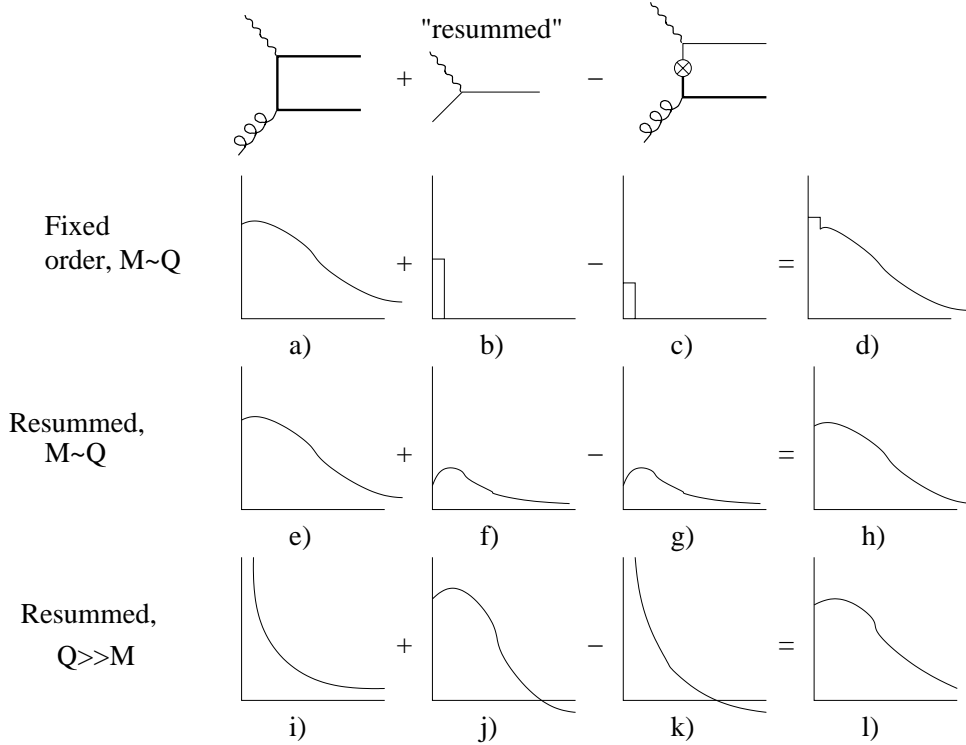 "resummed"
+ −
Fixed
order, M~Q
+ − =
a) b) c) d)
Resummed,
M~Q
+ − =
e) f) g) h)
Resummed,
Q>>M
+ − =
i) j) k) l)